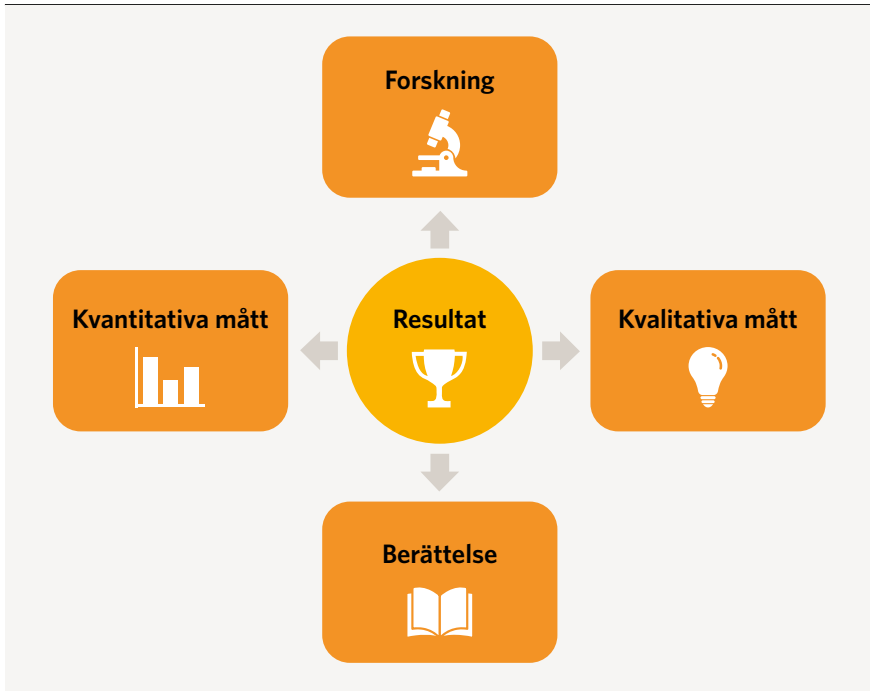 Forskning
Kvantitativa mått
Resultat
Kvalitativa mått
Berättelse